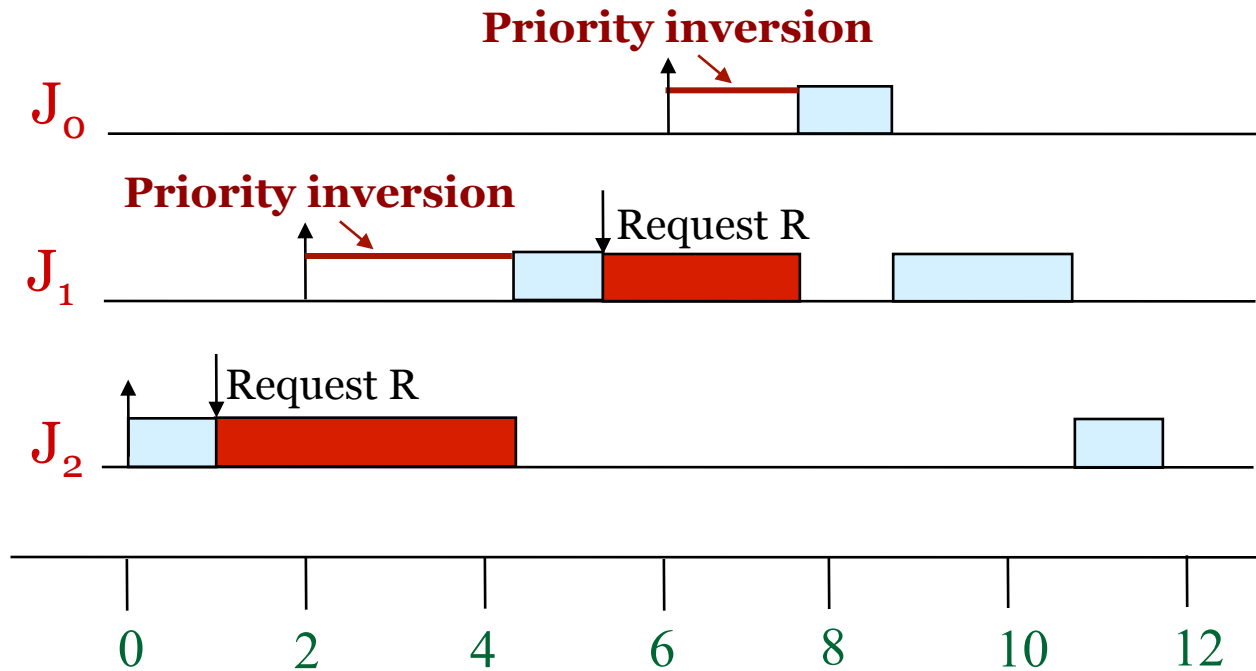 Priority inversion
J₀
Priority inversion
Request R
J₁
Request R
J₂
0 2 4 6 8 10 12